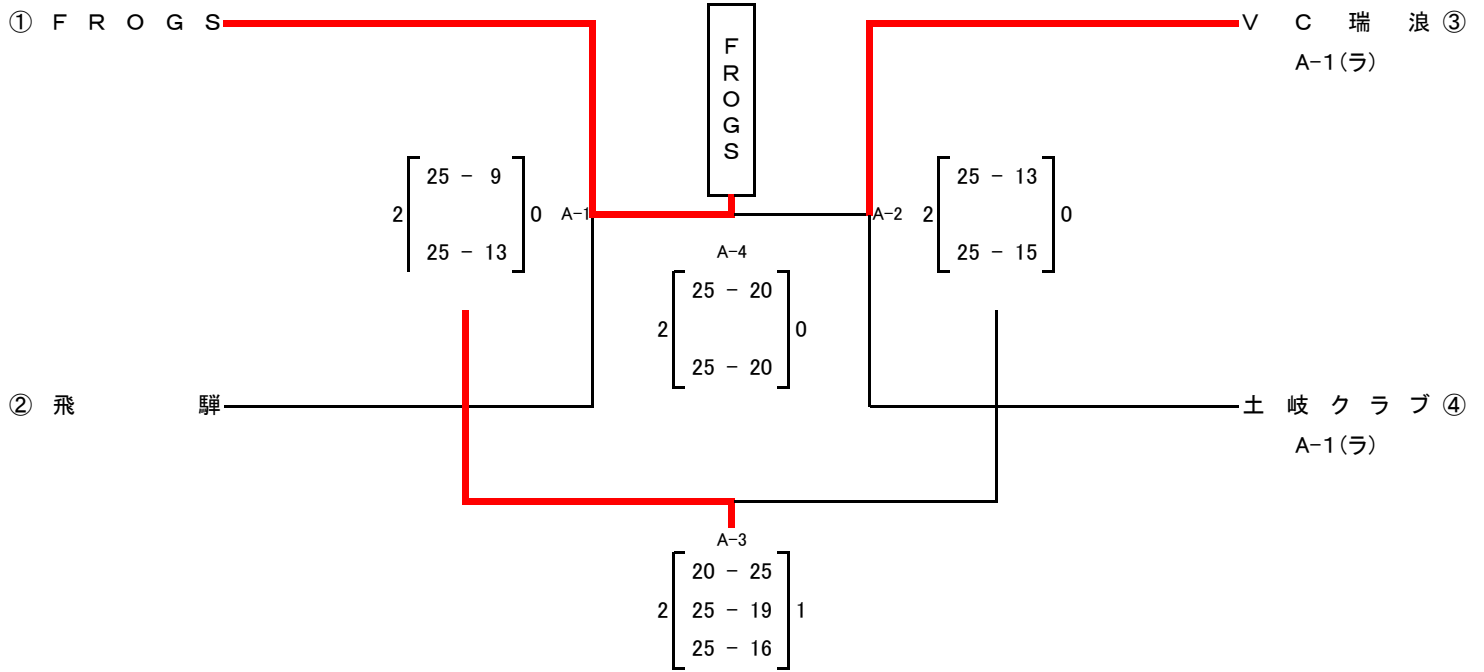 ① ＦＲＯＧＳ
ＦＲＯＧＳ
ＶＣ瑞浪 ③
A-1(ラ)
25 - 9
2 0 A-1
25 - 13
25 - 13
A-2 2 0
25 - 15
A-4
25 - 20
2 0
25 - 20
② 飛騨
土岐クラブ ④
A-1(ラ)
A-3
20 - 25
2 25 - 19 1
25 - 16